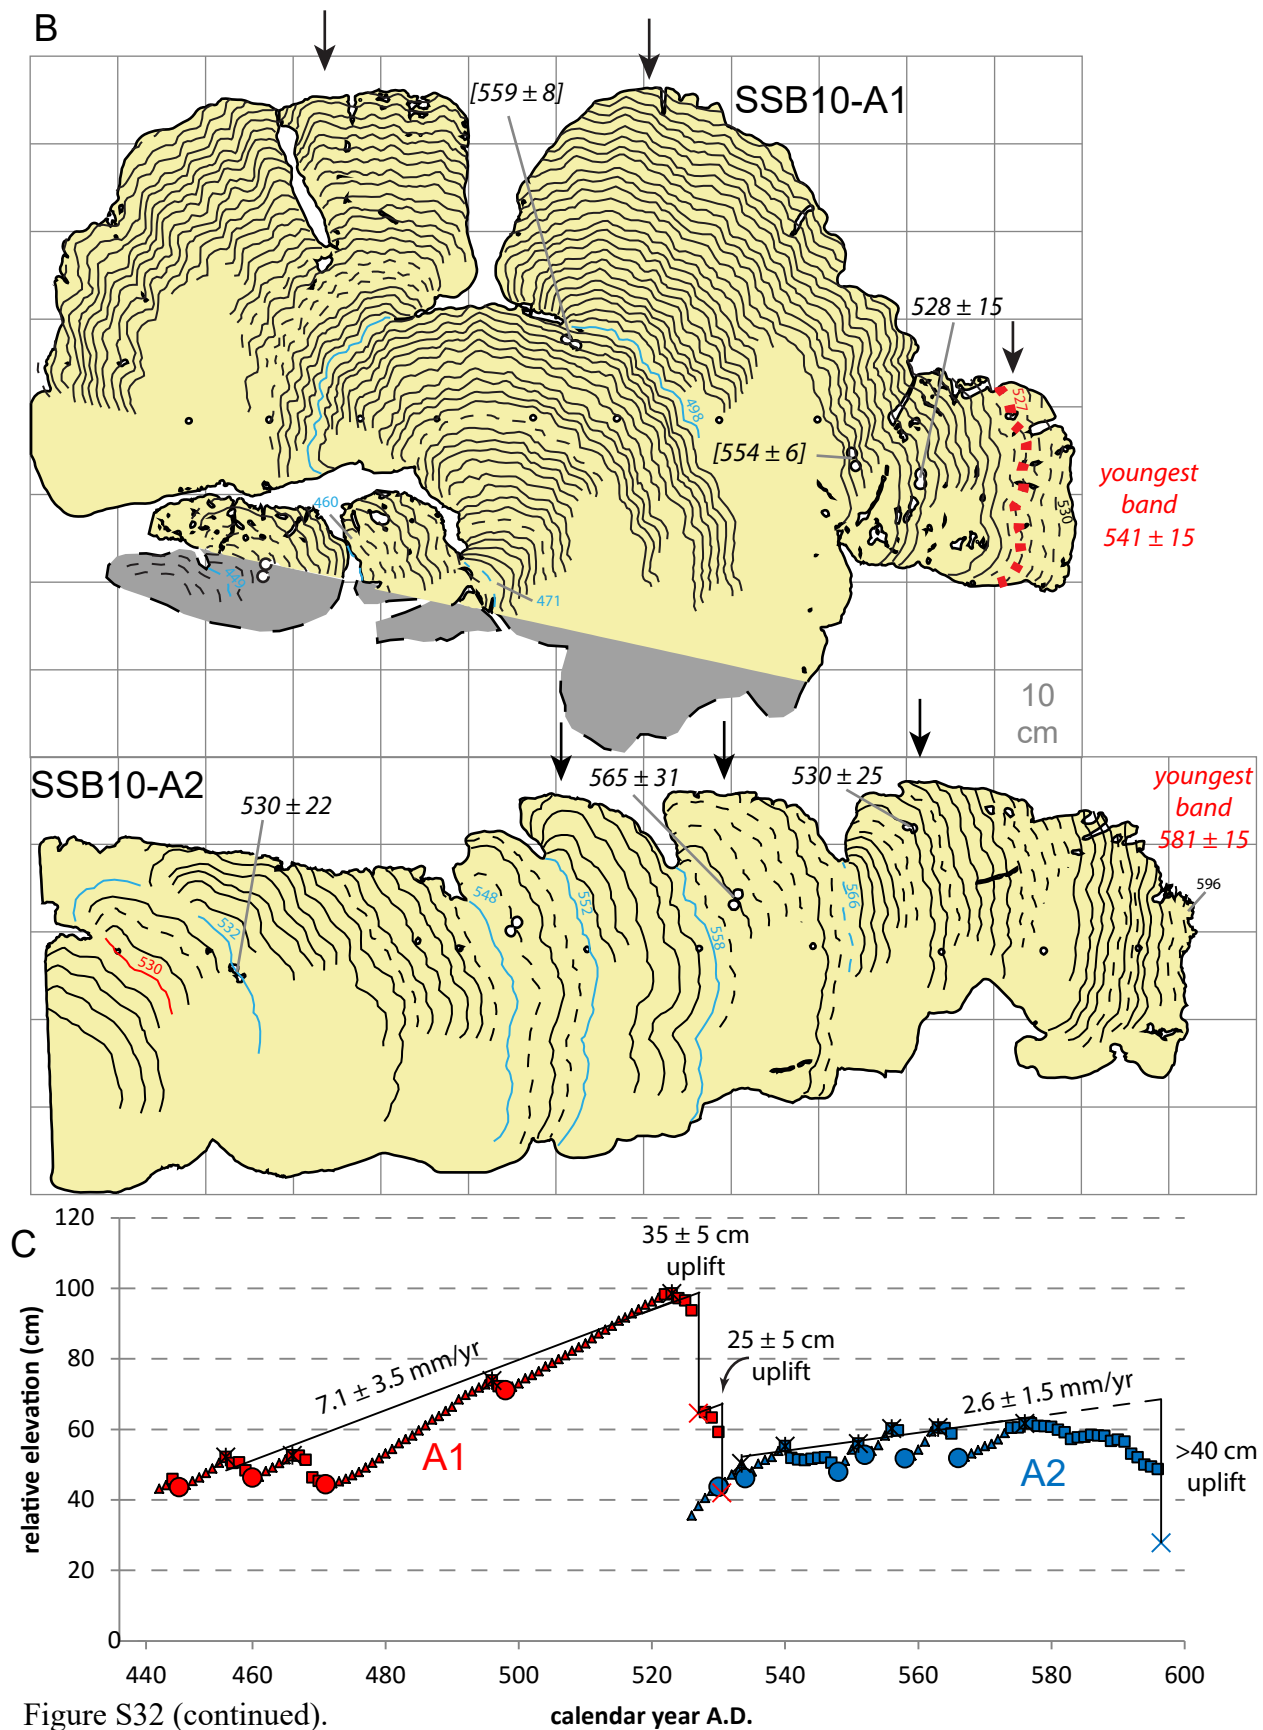 B
[559 ± 8]
SSB10-A1
528 ± 15
527
498
[554 ± 6]
youngest
band
541 ± 15
530
460
449
471
10
cm
SSB10-A2
530 ± 22
565 ± 31
530 ± 25
youngest
band
581 ± 15
548
552
566
596
532
558
530
C
120
100
80
60
40
20
0
relative elevation (cm)
35 ± 5 cm
uplift
25 ± 5 cm
uplift
7.1 ± 3.5 mm/yr
2.6 ± 1.5 mm/yr
A1
A2
>40 cm
uplift
440 460 480 500 520 540 560 580 600
Figure S32 (continued).
calendar year A.D.